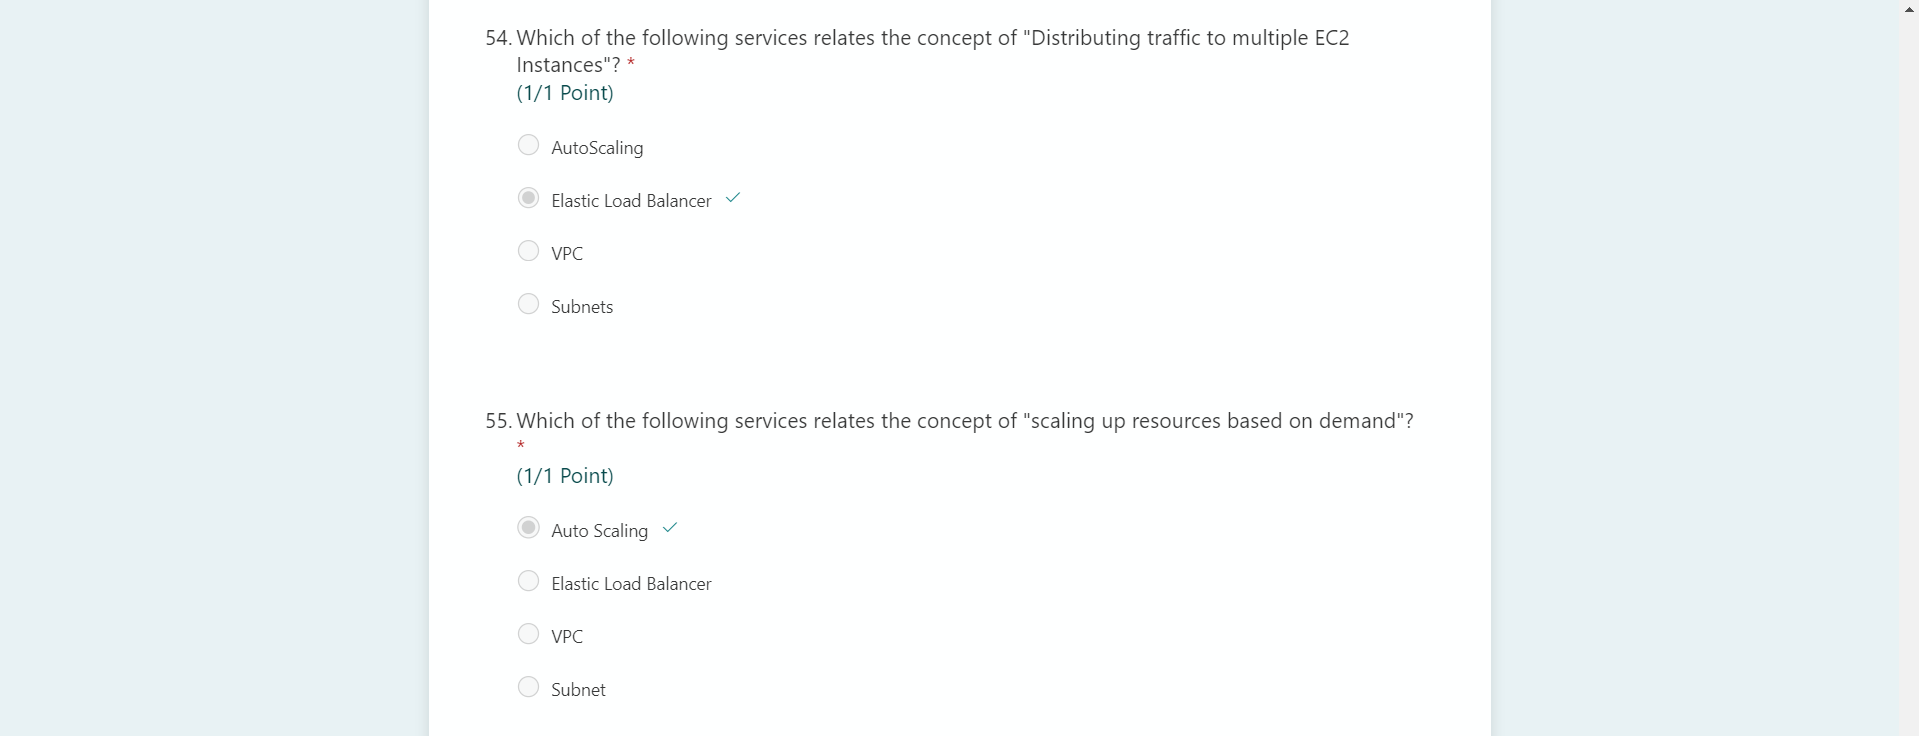 54. Which of the following services relates the concept of "Distributing traffic to multiple EC2
Instances"? *
(1/1 Point)
AutoScaling
Elastic Load Balancer
VPC
Subnets
55. Which of the following services relates the concept of "scaling up resources based on demand"?
*
(1/1 Point)
Auto Scaling
Elastic Load Balancer
VPC
Subnet